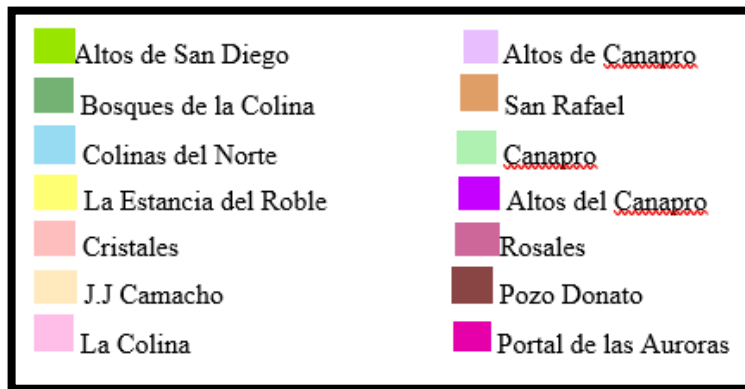 Altos de San Diego
Bosques de la Colina
Colinas del Norte
La Estancia del Roble
Cristales
J.J Camacho
La Colina
Altos de Canapro
San Rafael
Canapro
Altos del Canapro
Rosales
Pozo Donato
Portal de las Auroras